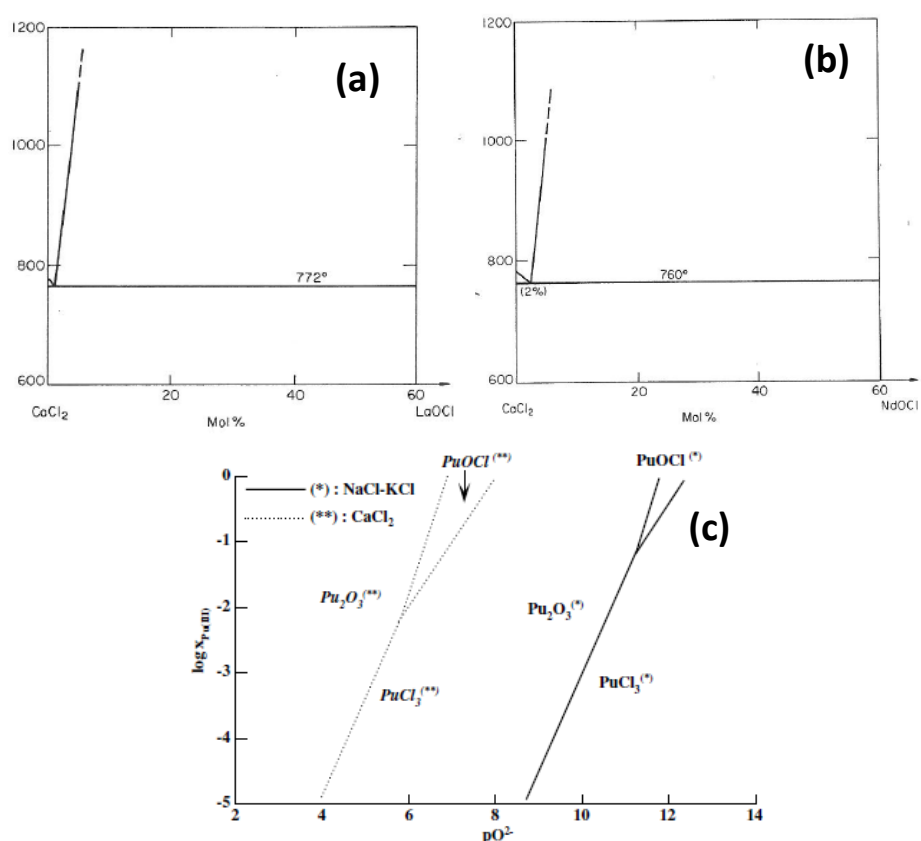 1200
(a)
1000
800
772°
600
CaCl₂
20
40
60
LaOCl
Mol %
1200
(b)
1000
800
760°
(2%)
600
CaCl₂
20
40
60
NdOCl
Mol %
PuOCl (**)
PuOCl (*)
(*) : NaCl-KCl
(**) : CaCl₂
(c)
Pu₂O₃(**)
Pu₂O₃(*)
PuCl₃(**)
PuCl₃(*)
log xPu(III)
0
-1
-2
-3
-4
-5
2
4
6
8
10
12
14
pO²⁻